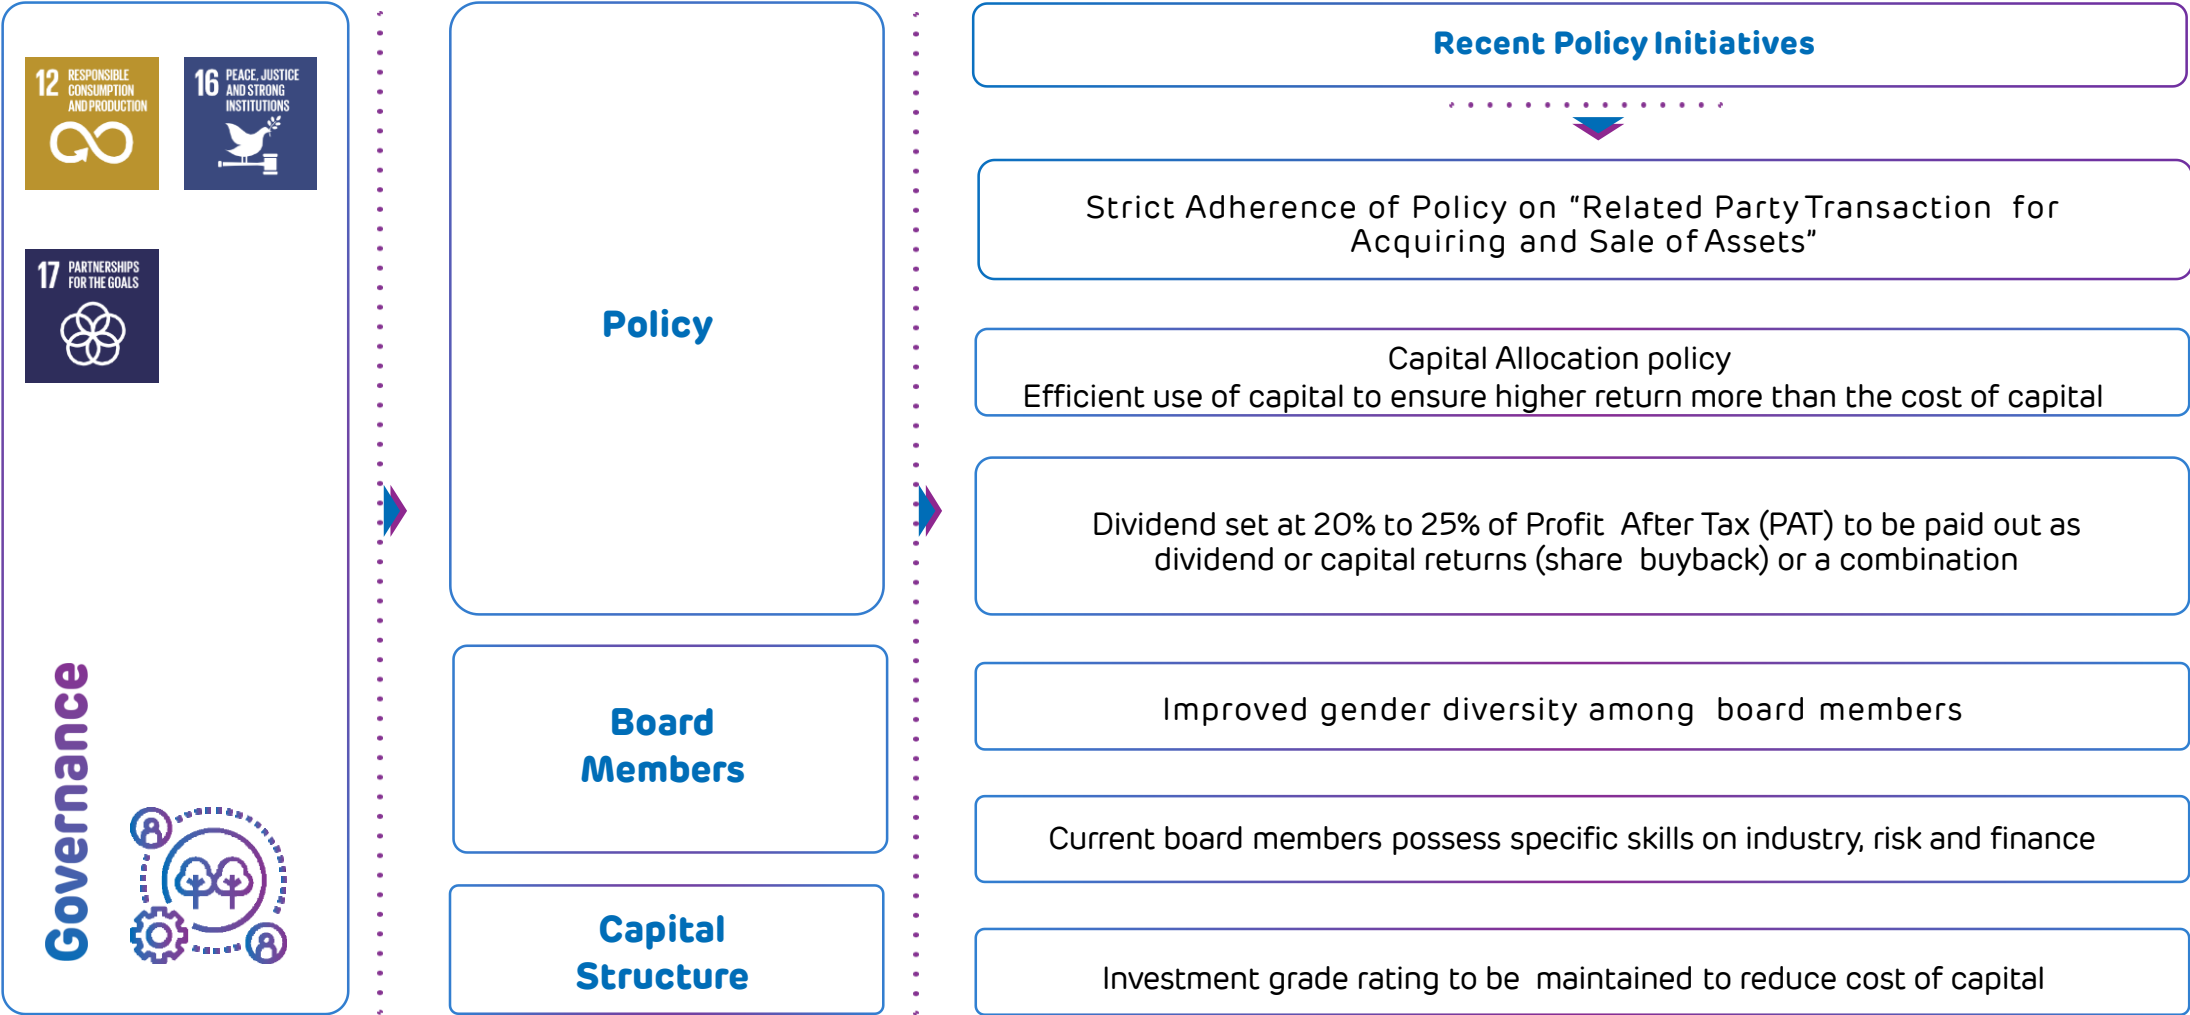 12 RESPONSIBLE
CONSUMPTION
AND PRODUCTION
16 PEACE, JUSTICE
AND STRONG
INSTITUTIONS
17 PARTNERSHIPS
FOR THE GOALS
Governance
Policy
Board
Members
Capital
Structure
Recent Policy Initiatives
Strict Adherence of Policy on “Related Party Transaction for
Acquiring and Sale of Assets”
Capital Allocation policy
Efficient use of capital to ensure higher return more than the cost of capital
Dividend set at 20% to 25% of Profit After Tax (PAT) to be paid out as
dividend or capital returns (share buyback) or a combination
Improved gender diversity among board members
Current board members possess specific skills on industry, risk and finance
Investment grade rating to be maintained to reduce cost of capital